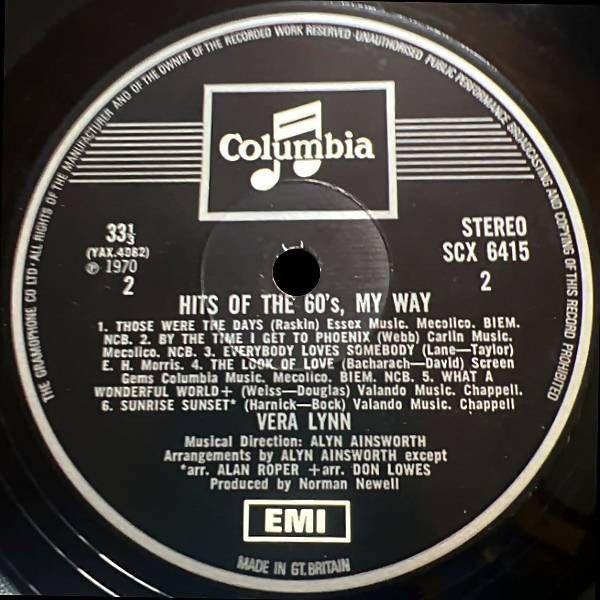 THE GRAMOPHONE CO LTD · ALL RIGHTS OF THE MANUFACTURER AND OF THE OWNER OF THE RECORDED WORK RESERVED · UNAUTHORISED PUBLIC PERFORMANCE BROADCASTING AND COPYING OF THIS RECORD PROHIBITED
Columbia
33⅓
(YAX.4082)
℗ 1970
2
STEREO
SCX 6415
2
HITS OF THE 60's, MY WAY
1. THOSE WERE THE DAYS (Raskin) Essex Music. Mecolico. BIEM.
NCB. 2. BY THE TIME I GET TO PHOENIX (Webb) Carlin Music.
Mecolico. NCB. 3. EVERYBODY LOVES SOMEBODY (Lane—Taylor)
E. H. Morris. 4. THE LOOK OF LOVE (Bacharach—David) Screen
Gems Columbia Music. Mecolico. BIEM. NCB. 5. WHAT A
WONDERFUL WORLD+ (Weiss—Douglas) Valando Music. Chappell.
6. SUNRISE SUNSET* (Harnick—Bock) Valando Music. Chappell
VERA LYNN
Musical Direction: ALYN AINSWORTH
Arrangements by ALYN AINSWORTH except
*arr. ALAN ROPER +arr. DON LOWES
Produced by Norman Newell
EMI
MADE IN GT. BRITAIN